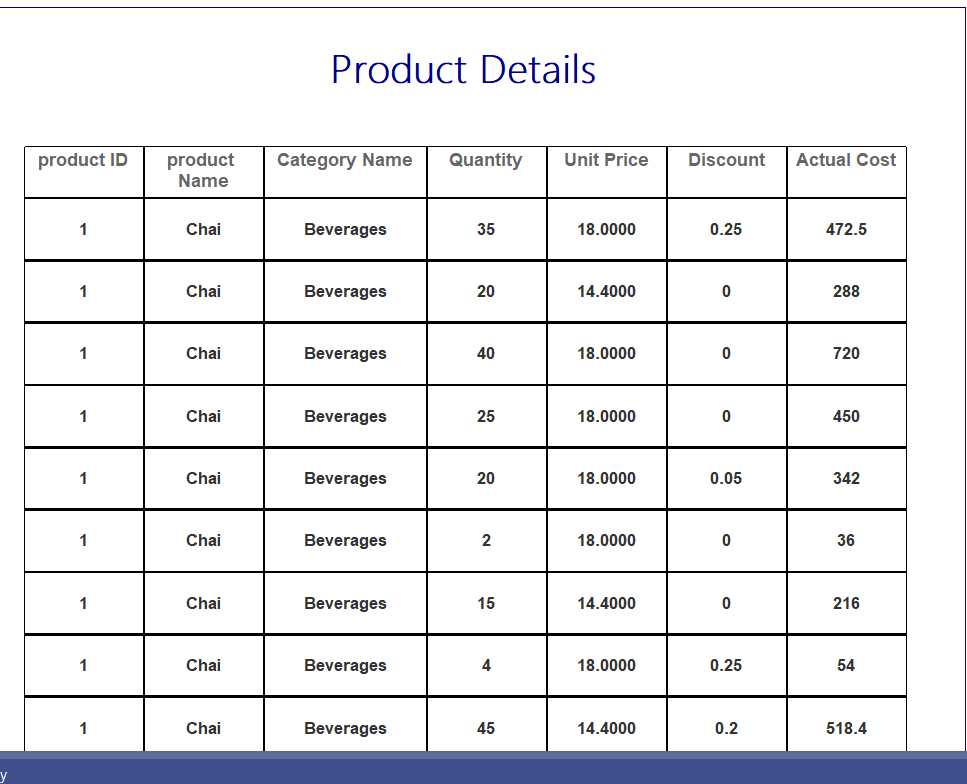 Product Details
product ID product Name Category Name Quantity Unit Price Discount Actual Cost
1 Chai Beverages 35 18.0000 0.25 472.5
1 Chai Beverages 20 14.4000 0 288
1 Chai Beverages 40 18.0000 0 720
1 Chai Beverages 25 18.0000 0 450
1 Chai Beverages 20 18.0000 0.05 342
1 Chai Beverages 2 18.0000 0 36
1 Chai Beverages 15 14.4000 0 216
1 Chai Beverages 4 18.0000 0.25 54
1 Chai Beverages 45 14.4000 0.2 518.4
y